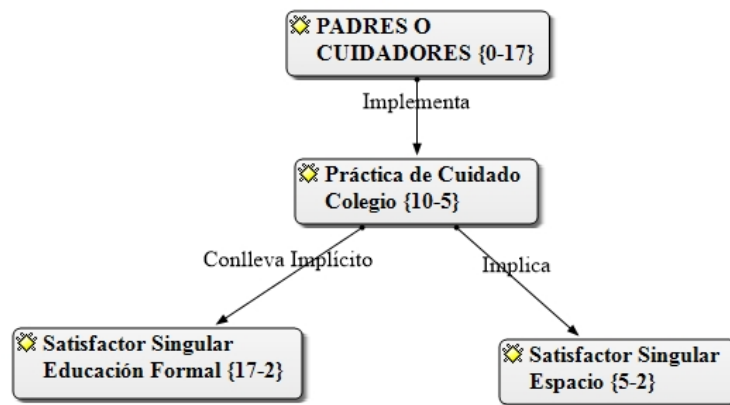 PADRES O
CUIDADORES {0-17}
Implementa
Práctica de Cuidado
Colegio {10-5}
Conlleva Implícito
Implica
Satisfactor Singular
Educación Formal {17-2}
Satisfactor Singular
Espacio {5-2}